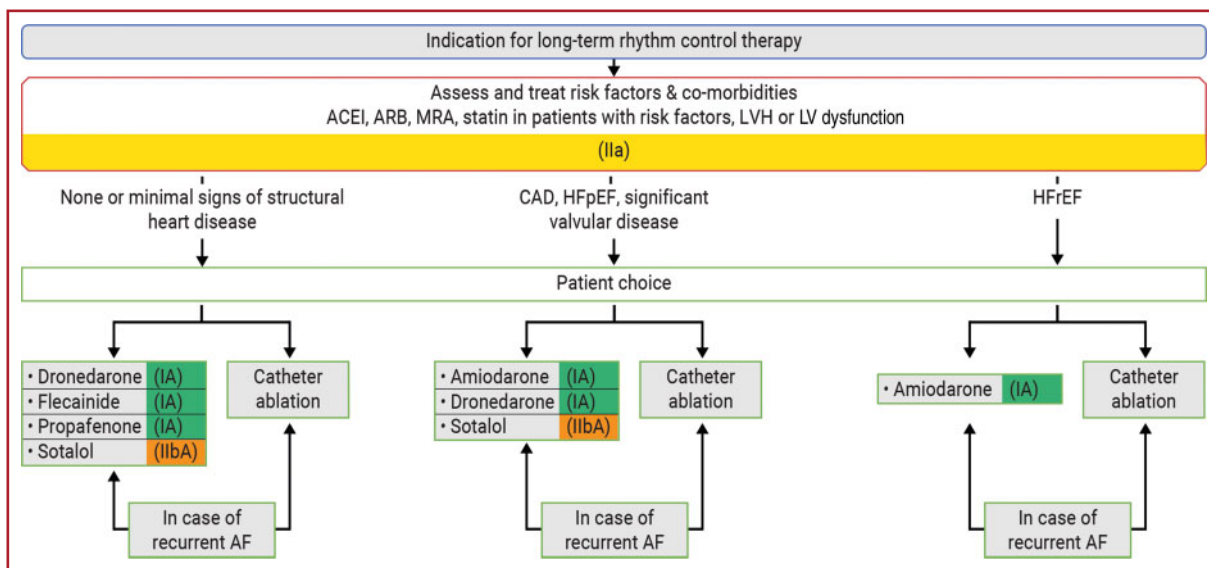 Indication for long-term rhythm control therapy
Assess and treat risk factors & co-morbidities
ACEI, ARB, MRA, statin in patients with risk factors, LVH or LV dysfunction
(IIa)
None or minimal signs of structural
heart disease
CAD, HFpEF, significant
valvular disease
HFrEF
Patient choice
• Dronedarone (IA)
• Flecainide (IA)
• Propafenone (IA)
• Sotalol (IIbA)
Catheter
ablation
• Amiodarone (IA)
• Dronedarone (IA)
• Sotalol (IIbA)
Catheter
ablation
• Amiodarone (IA)
Catheter
ablation
In case of
recurrent AF
In case of
recurrent AF
In case of
recurrent AF